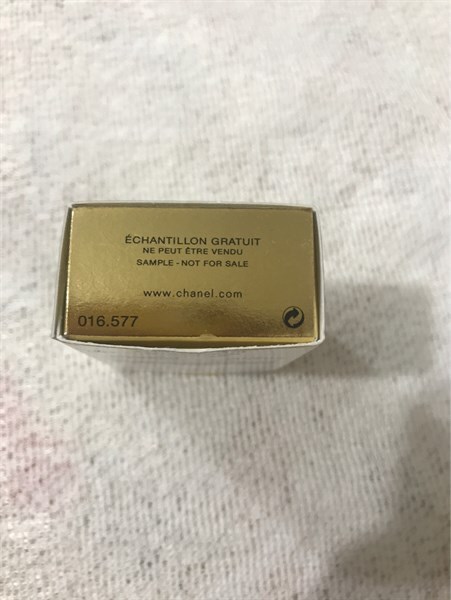 ÉCHANTILLON GRATUIT
NE PEUT ÊTRE VENDU
SAMPLE - NOT FOR SALE
www.chanel.com
016.577